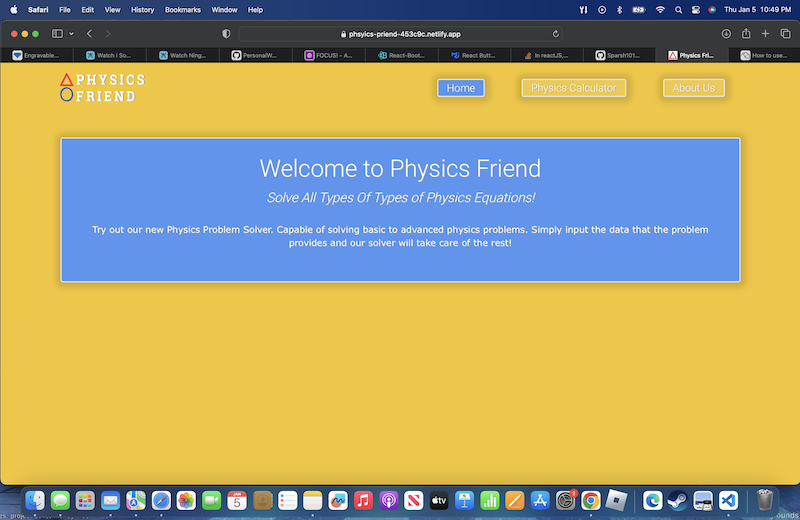 Safari File Edit View History Bookmarks Window Help Thu Jan 5 10:49 PM
phsyics-friend-453c9c.netlify.app
Engravable... Watch I So... Watch Ning... PersonalW... FOCUS! - A... React-Boot... React Butt... In reactJS,... Sparsh101... Physics Fri... How to use...
PHYSICS
FRIEND
Home Physics Calculator About Us
Welcome to Physics Friend
Solve All Types Of Types of Physics Equations!
Try out our new Physics Problem Solver. Capable of solving basic to advanced physics problems. Simply input the data that the problem
provides and our solver will take care of the rest!
JAN
5
tv